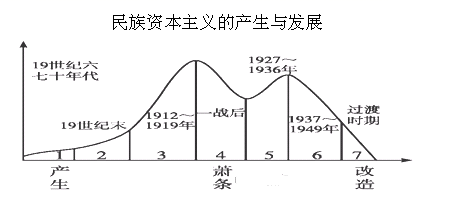 民族资本主义的产生与发展
19世纪六
七十年代
19世纪末
1912～
1919年
一战后
1927～
1936年
1937～
1949年
过渡
时期
1 2 3 4 5 6 7
产生
萧条
改造